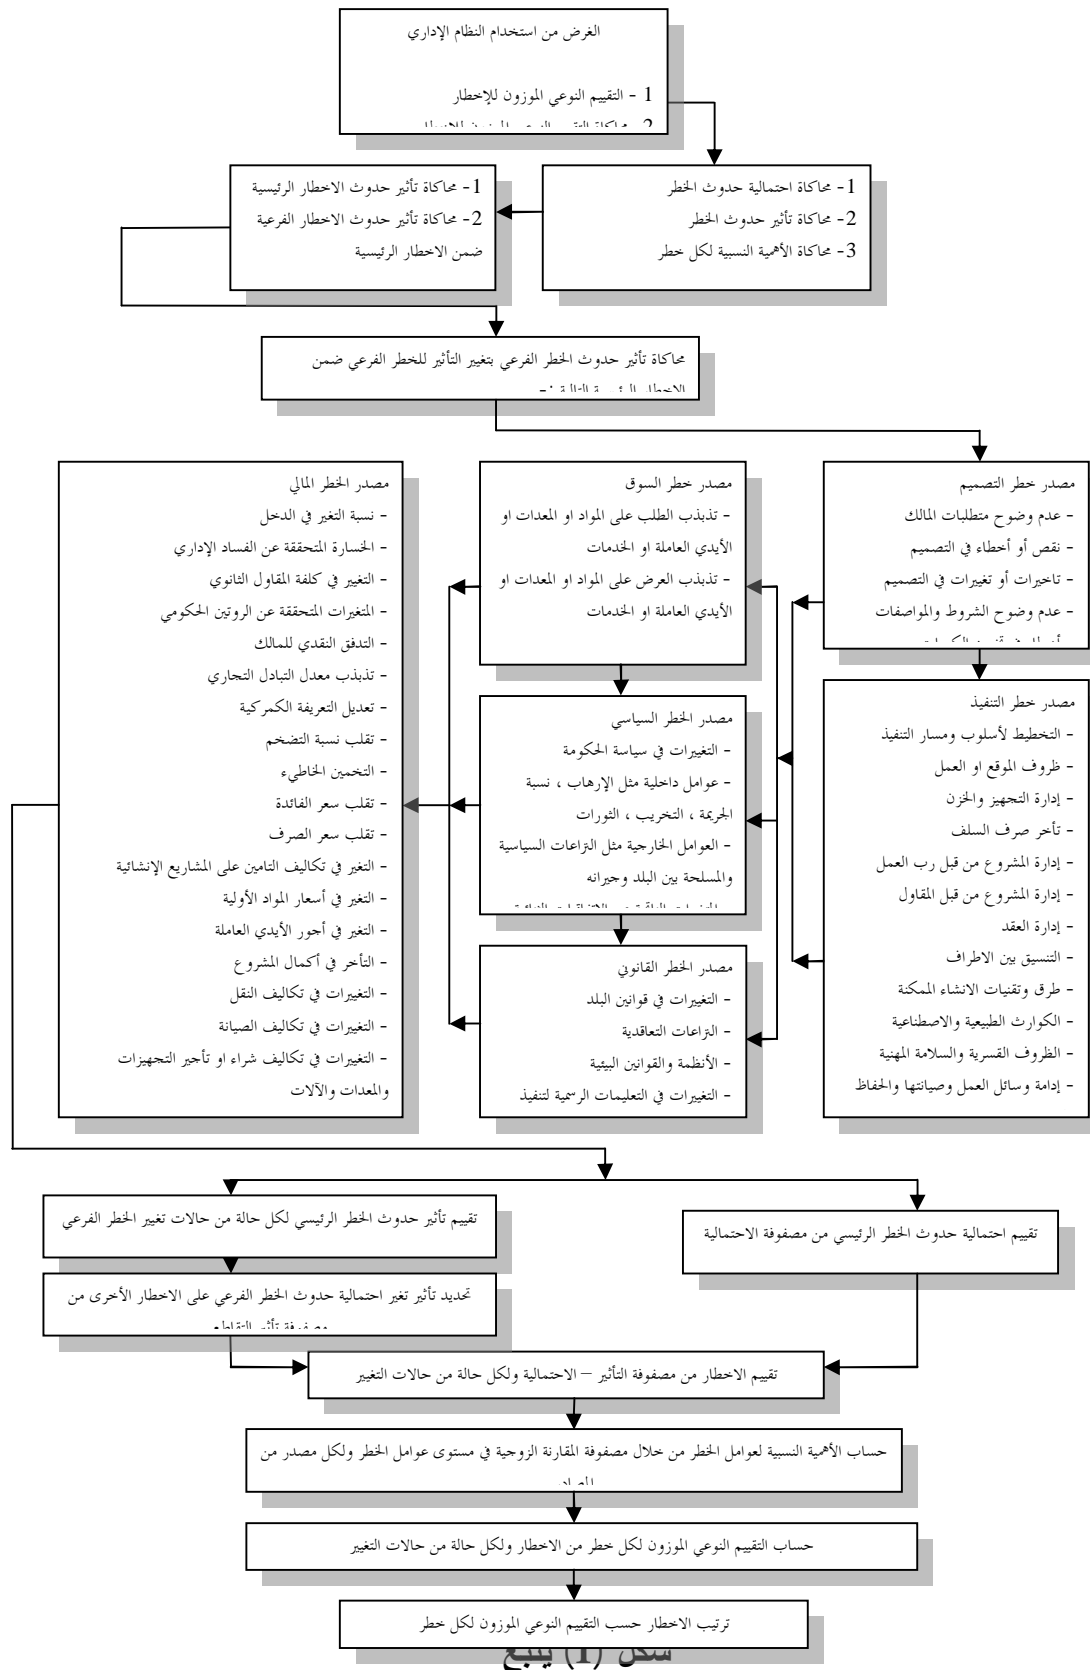 الغرض من استخدام النظام الإداري
1 - التقييم النوعي الموزون للإخطار
2- محاكاة التقييم النوعي الموزون للاخطار
1- محاكاة احتمالية حدوث الخطر
2- محاكاة تأثير حدوث الخطر
3- محاكاة الأهمية النسبية لكل خطر
1- محاكاة تأثير حدوث الاخطار الرئيسية
2- محاكاة تأثير حدوث الاخطار الفرعية
ضمن الاخطار الرئيسية
محاكاة تأثير حدوث الخطر الفرعي بتغيير التأثير للخطر الفرعي ضمن
الاخطار الرئيسية التالية :-
مصدر خطر التصميم
- عدم وضوح متطلبات المالك
- نقص أو أخطاء في التصميم
- تاخيرات أو تغييرات في التصميم
- عدم وضوح الشروط والمواصفات
مصدر خطر التنفيذ
- التخطيط لأسلوب ومسار التنفيذ
- ظروف الموقع او العمل
- إدارة التجهيز والخزن
- تأخر صرف السلف
- إدارة المشروع من قبل رب العمل
- إدارة المشروع من قبل المقاول
- إدارة العقد
- التنسيق بين الاطراف
- طرق وتقنيات الانشاء الممكنة
- الكوارث الطبيعية والاصطناعية
- الظروف القسرية والسلامة المهنية
- إدامة وسائل العمل وصيانتها والحفاظ
مصدر خطر السوق
- تذبذب الطلب على المواد او المعدات او
الأيدي العاملة او الخدمات
- تذبذب العرض على المواد او المعدات او
الأيدي العاملة او الخدمات
مصدر الخطر السياسي
- التغييرات في سياسة الحكومة
- عوامل داخلية مثل الإرهاب ، نسبة
الجريمة ، التخريب ، الثورات
- العوامل الخارجية مثل النزاعات السياسية
والمسلحة بين البلد وجيرانه
مصدر الخطر القانوني
- التغييرات في قوانين البلد
- النزاعات التعاقدية
- الأنظمة والقوانين البيئية
- التغييرات في التعليمات الرسمية لتنفيذ
مصدر الخطر المالي
- نسبة التغير في الدخل
- الخسارة المتحققة عن الفساد الإداري
- التغيير في كلفة المقاول الثانوي
- المتغيرات المتحققة عن الروتين الحكومي
- التدفق النقدي للمالك
- تذبذب معدل التبادل التجاري
- تعديل التعريفة الكمركية
- تقلب نسبة التضخم
- التخمين الخاطيء
- تقلب سعر الفائدة
- تقلب سعر الصرف
- التغير في تكاليف التامين على المشاريع الإنشائية
- التغير في أسعار المواد الأولية
- التغير في أجور الأيدي العاملة
- التأخر في أكمال المشروع
- التغييرات في تكاليف النقل
- التغييرات في تكاليف الصيانة
- التغييرات في تكاليف شراء او تأجير التجهيزات
والمعدات والآلات
تقييم احتمالية حدوث الخطر الرئيسي من مصفوفة الاحتمالية
تقييم تأثير حدوث الخطر الرئيسي لكل حالة من حالات تغيير الخطر الفرعي
تحديد تأثير تغير احتمالية حدوث الخطر الفرعي على الاخطار الأخرى من
مصفوفة تأثير التقاطع
تقييم الاخطار من مصفوفة التأثير – الاحتمالية ولكل حالة من حالات التغيير
حساب الأهمية النسبية لعوامل الخطر من خلال مصفوفة المقارنة الزوجية في مستوى عوامل الخطر ولكل مصدر من
المصادر
حساب التقييم النوعي الموزون لكل خطر من الاخطار ولكل حالة من حالات التغيير
ترتيب الاخطار حسب التقييم النوعي الموزون لكل خطر
شكل (1) يتبع